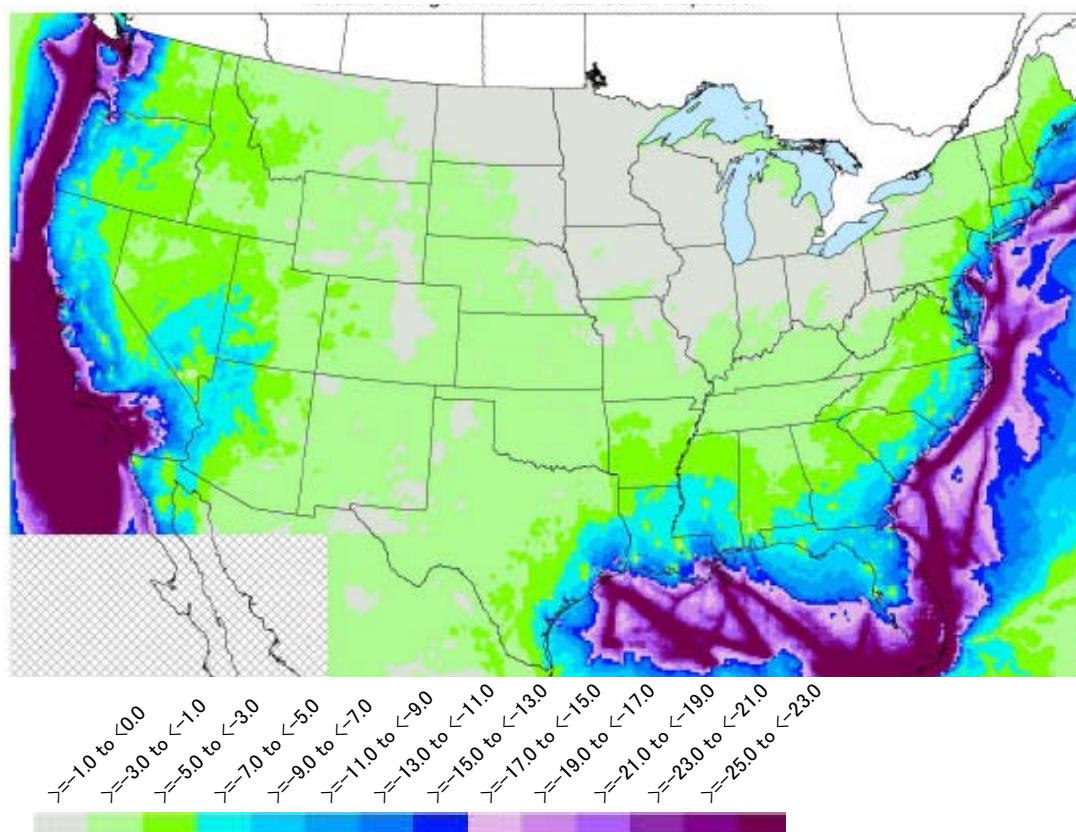 >=-1.0 to <0.0
>=-3.0 to <-1.0
>=-5.0 to <-3.0
>=-7.0 to <-5.0
>=-9.0 to <-7.0
>=-11.0 to <-9.0
>=-13.0 to <-11.0
>=-15.0 to <-13.0
>=-17.0 to <-15.0
>=-19.0 to <-17.0
>=-21.0 to <-19.0
>=-23.0 to <-21.0
>=-25.0 to <-23.0